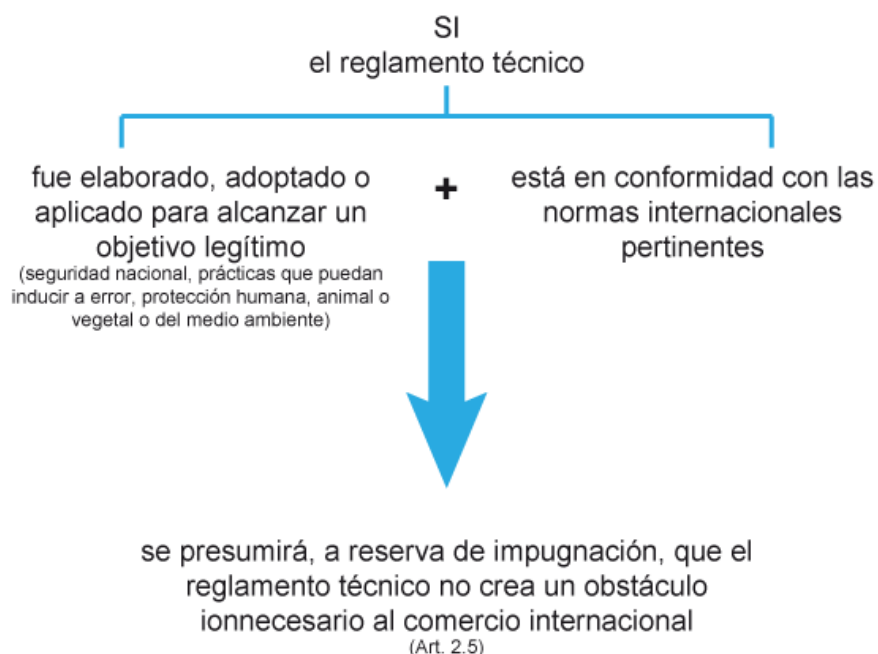 SI
el reglamento técnico
fue elaborado, adoptado o
aplicado para alcanzar un
objetivo legítimo
(seguridad nacional, prácticas que puedan
inducir a error, protección humana, animal o
vegetal o del medio ambiente)
+
está en conformidad con las
normas internacionales
pertinentes
se presumirá, a reserva de impugnación, que el
reglamento técnico no crea un obstáculo
ionnecesario al comercio internacional
(Art. 2.5)